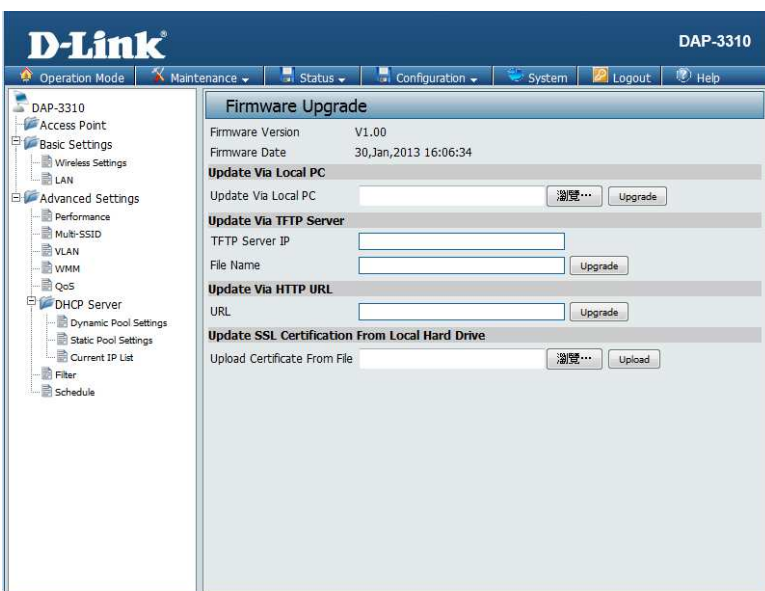 D-Link®
DAP-3310
Operation Mode Maintenance Status Configuration System Logout Help
DAP-3310
Access Point
Basic Settings
Wireless Settings
LAN
Advanced Settings
Performance
Multi-SSID
VLAN
WMM
QoS
DHCP Server
Dynamic Pool Settings
Static Pool Settings
Current IP List
Filter
Schedule
Firmware Upgrade
Firmware Version V1.00
Firmware Date 30,Jan,2013 16:06:34
Update Via Local PC
Update Via Local PC 瀏覽… Upgrade
Update Via TFTP Server
TFTP Server IP
File Name Upgrade
Update Via HTTP URL
URL Upgrade
Update SSL Certification From Local Hard Drive
Upload Certificate From File 瀏覽… Upload